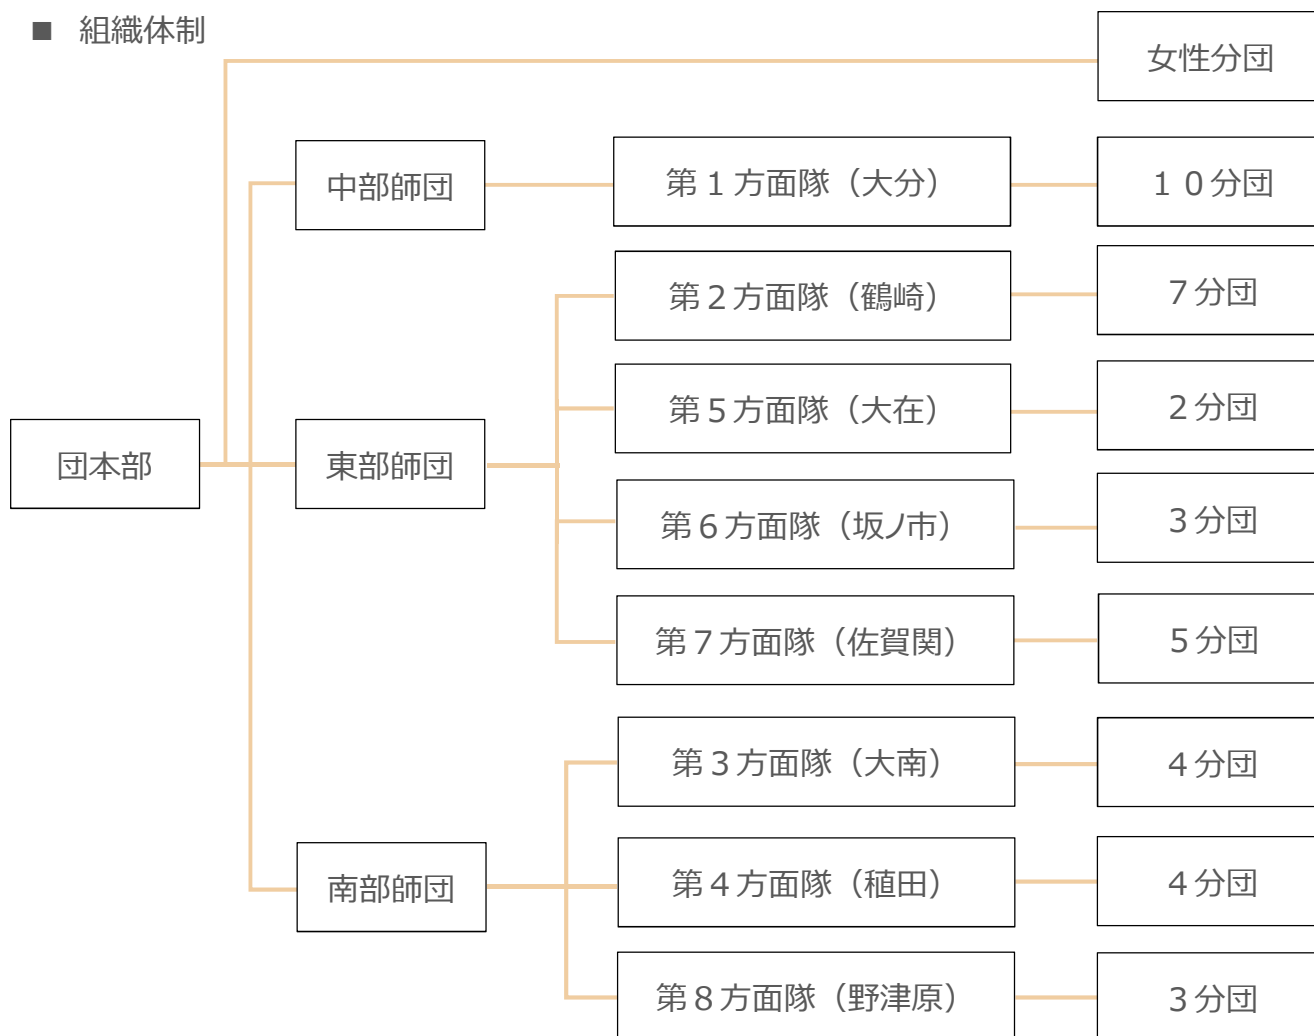 ■ 組織体制
女性分団
中部師団
第１方面隊（大分）
１０分団
第２方面隊（鶴崎）
７分団
第５方面隊（大在）
２分団
団本部
東部師団
第６方面隊（坂ノ市）
３分団
第７方面隊（佐賀関）
５分団
第３方面隊（大南）
４分団
南部師団
第４方面隊（稙田）
４分団
第８方面隊（野津原）
３分団